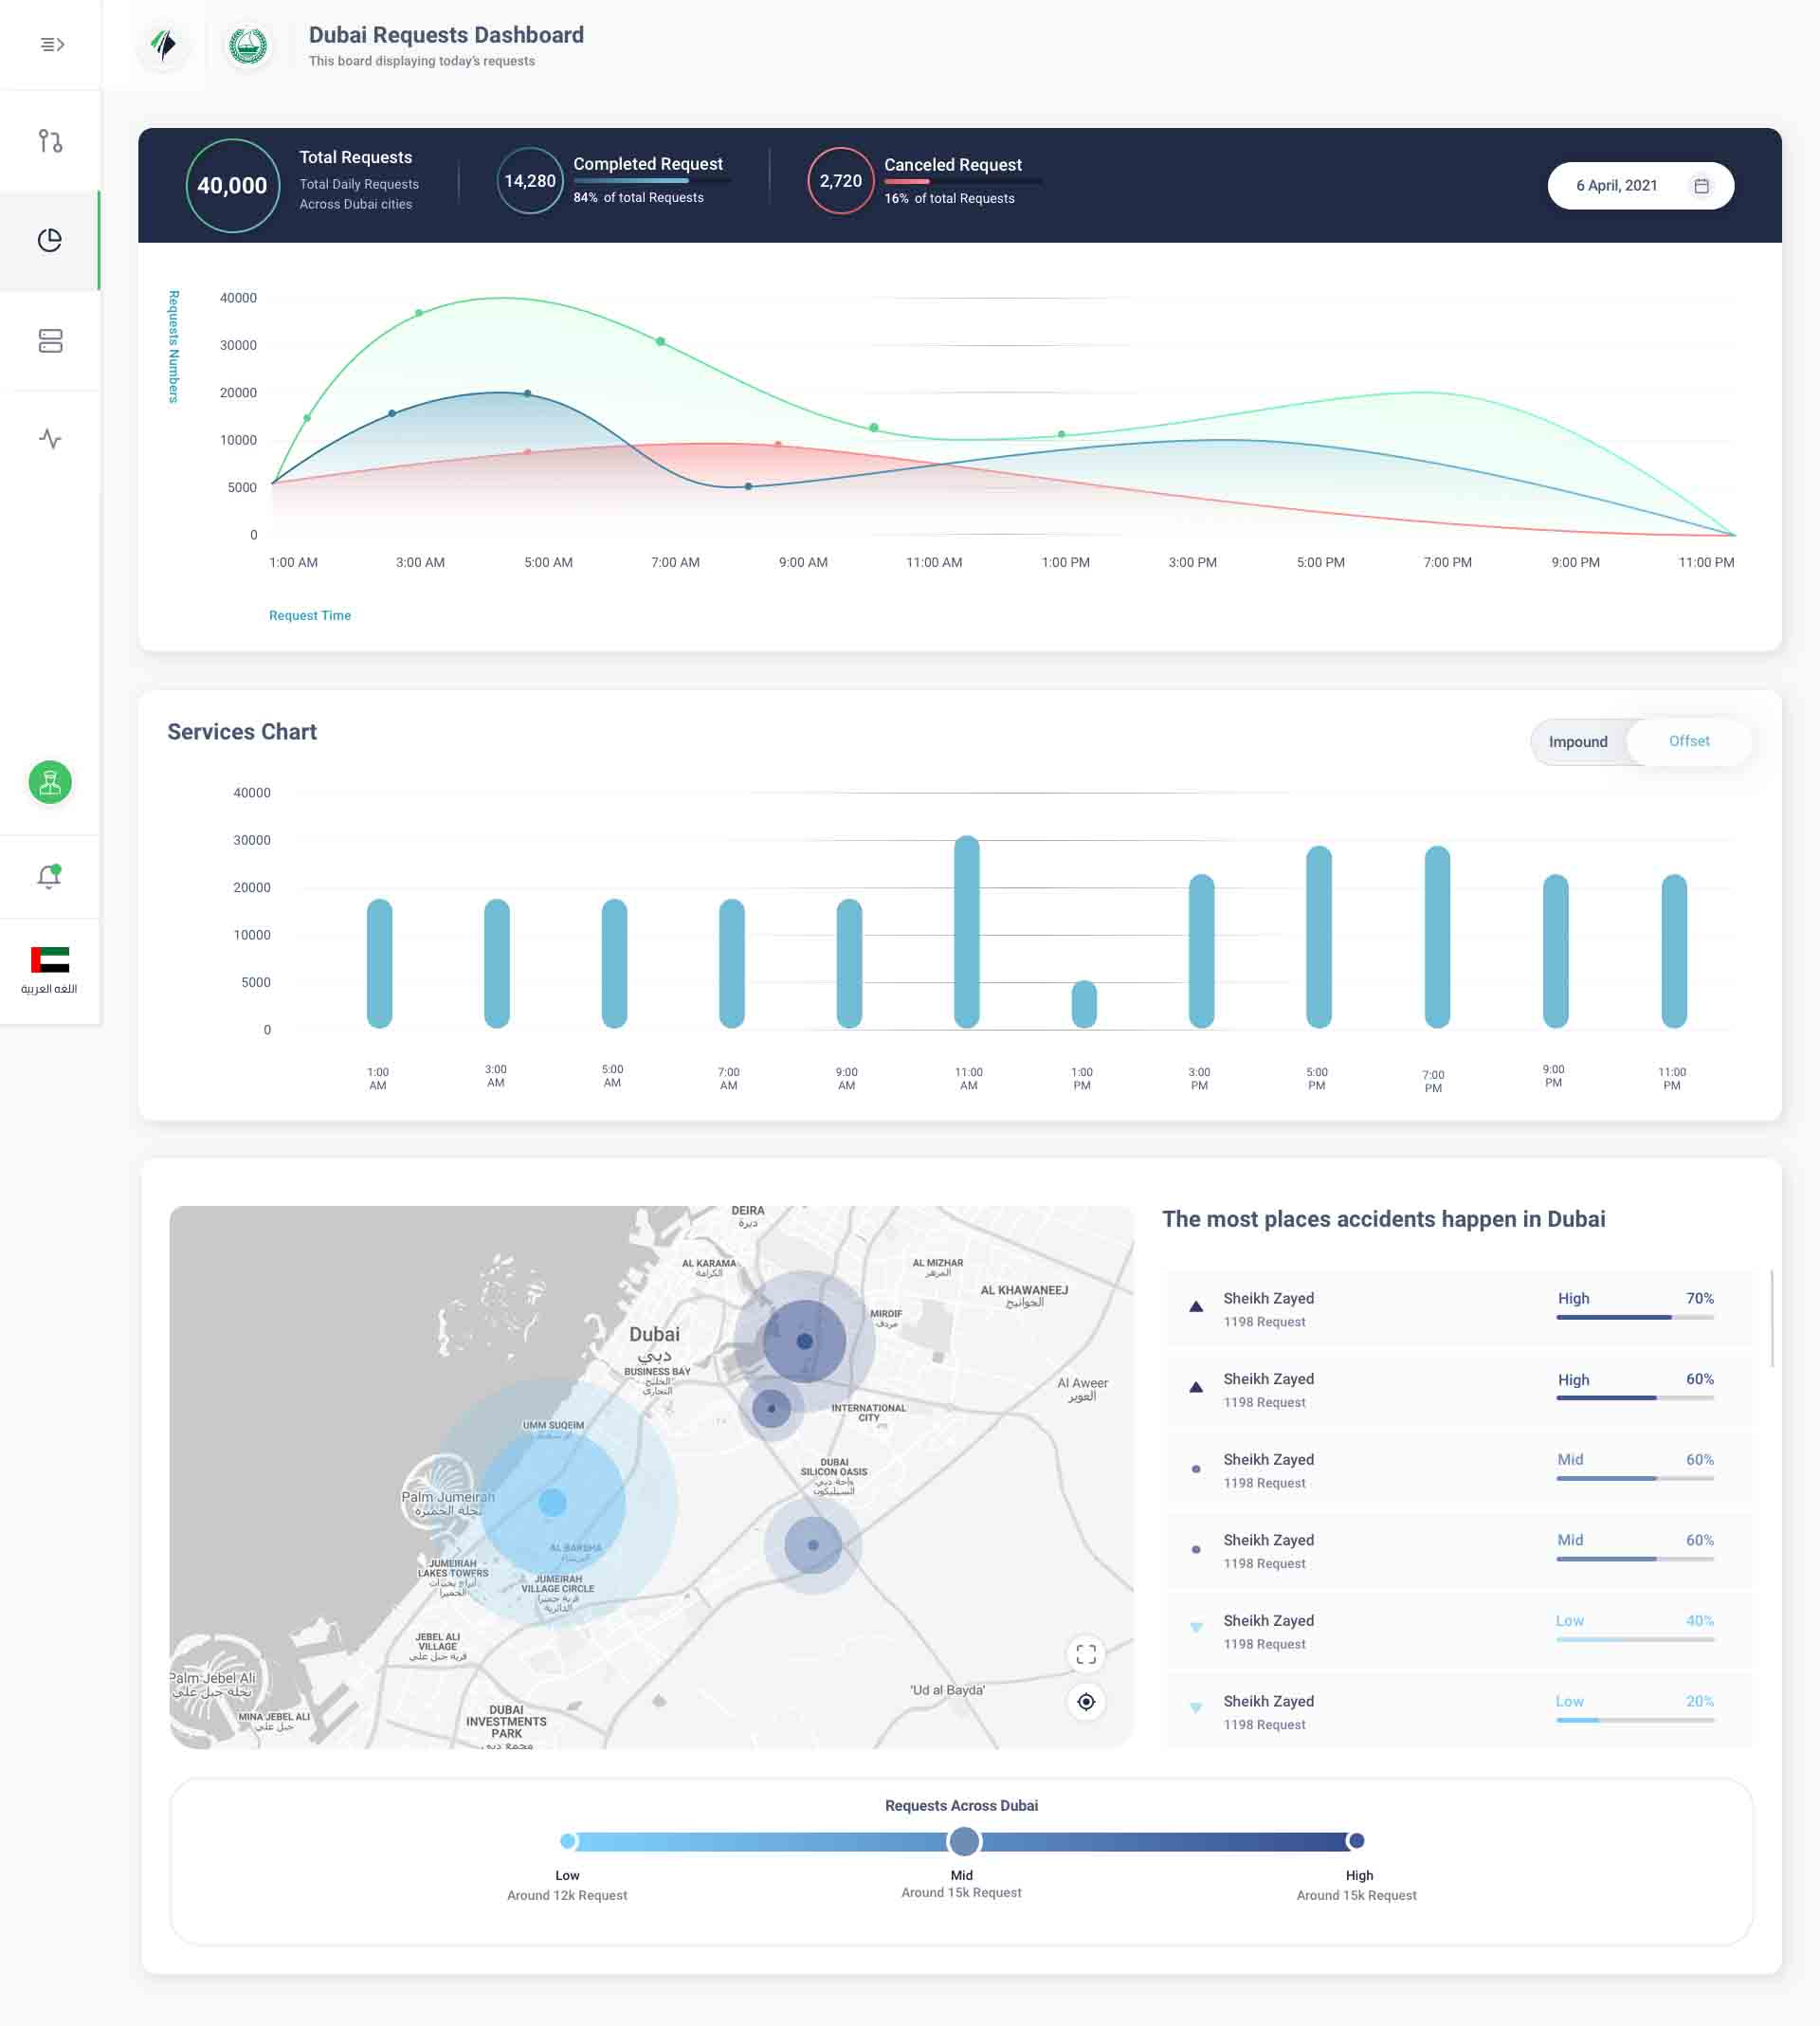 Dubai Requests Dashboard
This board displaying today's requests
40,000
Total Requests
Total Daily Requests
Across Dubai cities
14,280
Completed Request
84% of total Requests
2,720
Canceled Request
16% of total Requests
6 April, 2021
Requests Numbers
40000
30000
20000
10000
5000
0
1:00 AM 3:00 AM 5:00 AM 7:00 AM 9:00 AM 11:00 AM 1:00 PM 3:00 PM 5:00 PM 7:00 PM 9:00 PM 11:00 PM
Request Time
اللغه العربية
Services Chart
Impound Offset
40000
30000
20000
10000
5000
0
1:00 AM
3:00 AM
5:00 AM
7:00 AM
9:00 AM
11:00 AM
1:00 PM
3:00 PM
5:00 PM
7:00 PM
9:00 PM
11:00 PM
DEIRA
ديرة
AL KARAMA
الكرامة
AL MIZHAR
المزهر
AL KHAWANEEJ
الخوانيج
MIRDIF
مردف
Dubai
دبي
BUSINESS BAY
الخليج
التجاري
Al Aweer
العوير
INTERNATIONAL
CITY
UMM SUQEIM
DUBAI
SILICON OASIS
واحة دبي
السيليكون
Palm Jumeirah
نخلة الجميرة
AL BARSHA
البرشاء
JUMEIRAH
LAKES TOWERS
أبراج بحيرات
الجميرا
JUMEIRAH
VILLAGE CIRCLE
قرية جميرا
الدائرية
JEBEL ALI
VILLAGE
قرية جبل علي
Palm Jebel Ali
نخلة جبل علي
MINA JEBEL ALI
جبل علي
DUBAI
INVESTMENTS
PARK
مجمع دبي
'Ud al Bayda'
The most places accidents happen in Dubai
Sheikh Zayed High 70%
1198 Request
Sheikh Zayed High 60%
1198 Request
Sheikh Zayed Mid 60%
1198 Request
Sheikh Zayed Mid 60%
1198 Request
Sheikh Zayed Low 40%
1198 Request
Sheikh Zayed Low 20%
1198 Request
Requests Across Dubai
Low Mid High
Around 12k Request Around 15k Request Around 15k Request